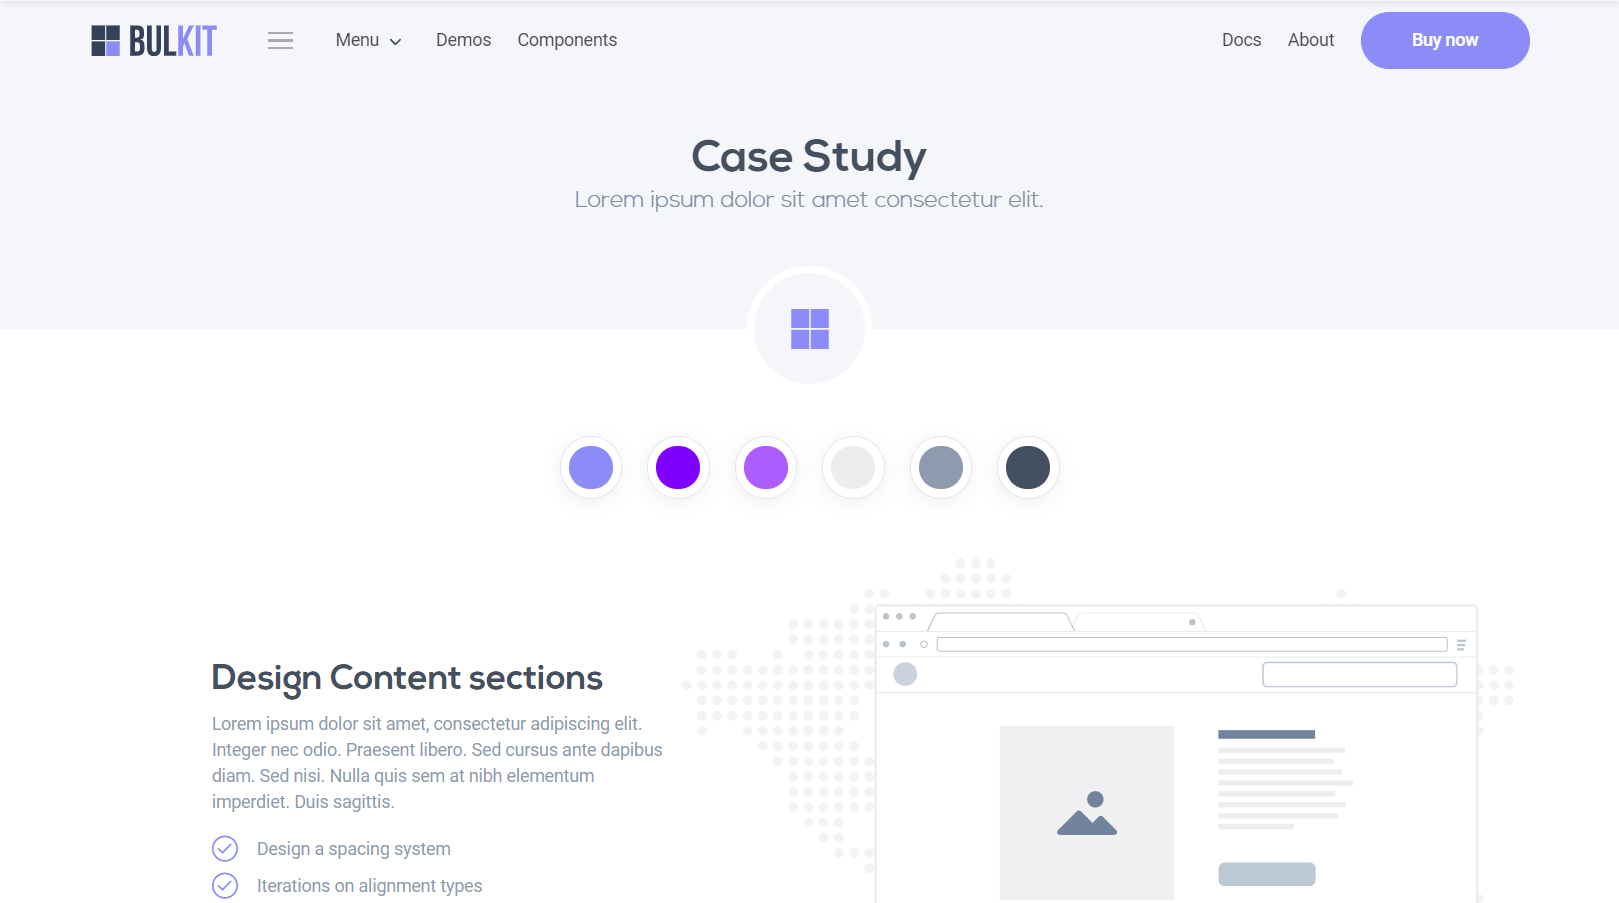 BULKIT
Menu
Demos
Components
Docs
About
Buy now
Case Study
Lorem ipsum dolor sit amet consectetur elit.
Design Content sections
Lorem ipsum dolor sit amet, consectetur adipiscing elit.
Integer nec odio. Praesent libero. Sed cursus ante dapibus
diam. Sed nisi. Nulla quis sem at nibh elementum
imperdiet. Duis sagittis.
Design a spacing system
Iterations on alignment types